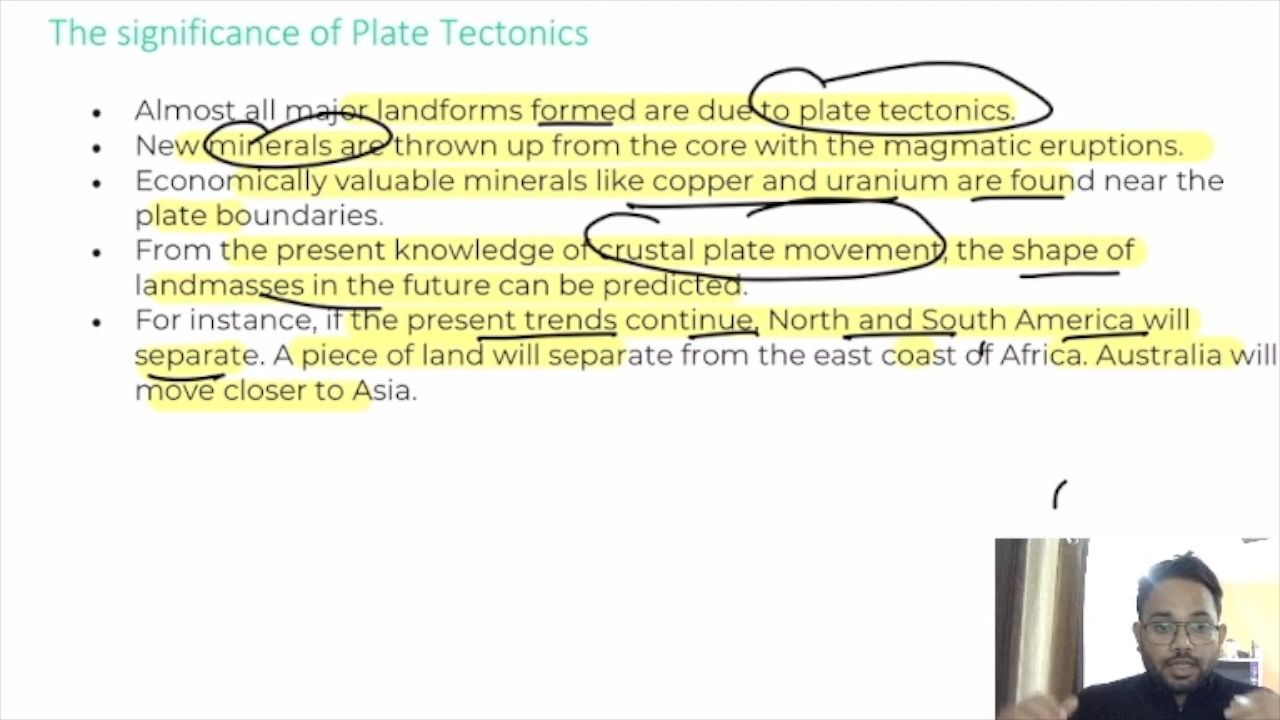 The significance of Plate Tectonics
• Almost all major landforms formed are due to plate tectonics.
• New minerals are thrown up from the core with the magmatic eruptions.
• Economically valuable minerals like copper and uranium are found near the
plate boundaries.
• From the present knowledge of crustal plate movement, the shape of
landmasses in the future can be predicted.
• For instance, if the present trends continue, North and South America will
separate. A piece of land will separate from the east coast of Africa. Australia will
move closer to Asia.